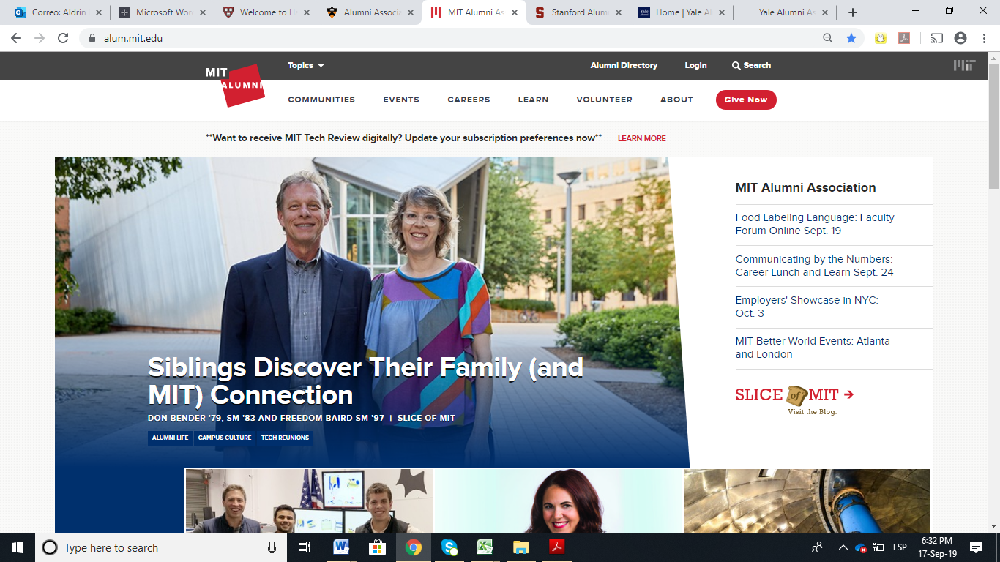 Correo: Aldrin
Microsoft Wor
Welcome to H
Alumni Associa
MIT Alumni As
Stanford Alum
Home | Yale Al
Yale Alumni As
alum.mit.edu
MIT
ALUMNI
Topics
Alumni Directory
Login
Search
COMMUNITIES
EVENTS
CAREERS
LEARN
VOLUNTEER
ABOUT
Give Now
**Want to receive MIT Tech Review digitally? Update your subscription preferences now** LEARN MORE
Siblings Discover Their Family (and
MIT) Connection
DON BENDER '79, SM '83 AND FREEDOM BAIRD SM '97 | SLICE OF MIT
ALUMNI LIFE
CAMPUS CULTURE
TECH REUNIONS
MIT Alumni Association
Food Labeling Language: Faculty
Forum Online Sept. 19
Communicating by the Numbers:
Career Lunch and Learn Sept. 24
Employers' Showcase in NYC:
Oct. 3
MIT Better World Events: Atlanta
and London
SLICE of MIT
Visit the Blog.
Type here to search
ESP
6:32 PM
17-Sep-19